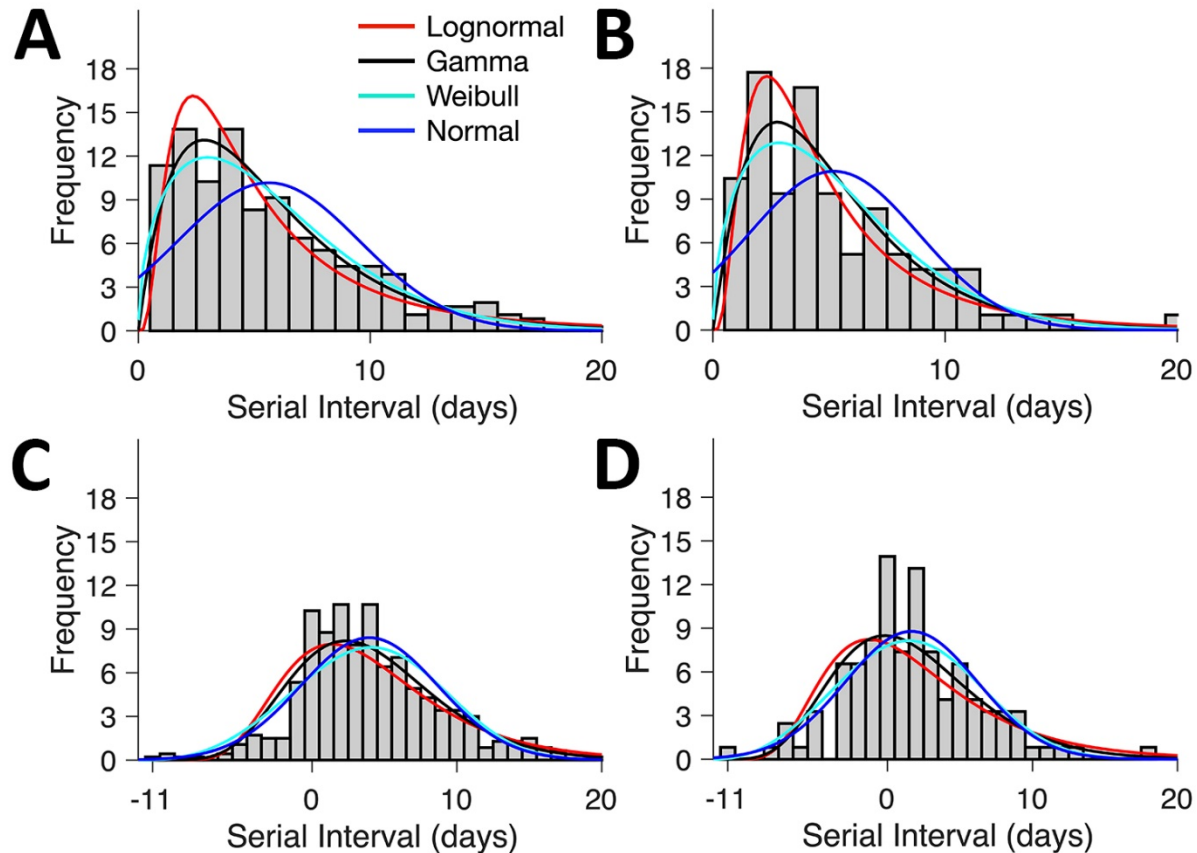 A
Lognormal
Gamma
Weibull
Normal
Frequency
18
15
12
9
6
3
0
0 10 20
Serial Interval (days)
B
Frequency
18
15
12
9
6
3
0
0 10 20
Serial Interval (days)
C
Frequency
18
15
12
9
6
3
0
-11 0 10 20
Serial Interval (days)
D
Frequency
18
15
12
9
6
3
0
-11 0 10 20
Serial Interval (days)